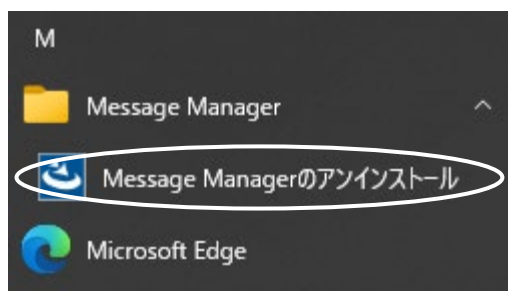 M
Message Manager
Message Managerのアンインストール
Microsoft Edge